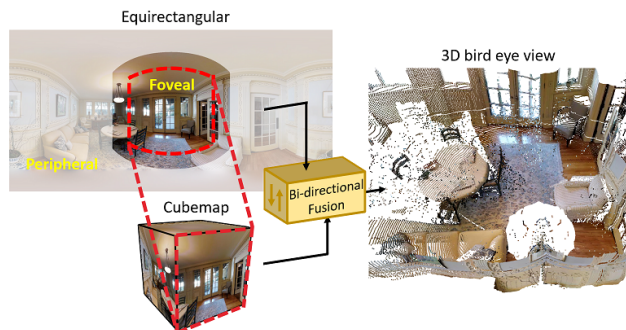 Equirectangular
Foveal
Peripheral
Cubemap
Bi-directional
Fusion
3D bird eye view